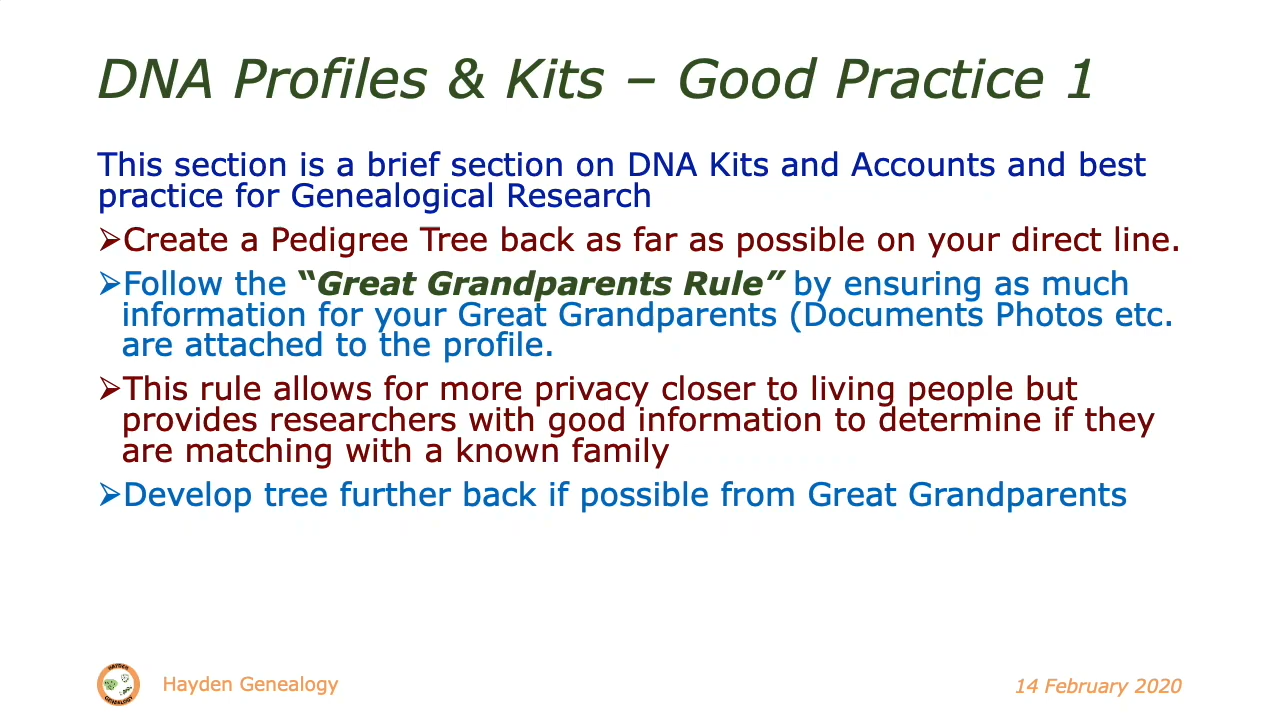 DNA Profiles & Kits – Good Practice 1
This section is a brief section on DNA Kits and Accounts and best
practice for Genealogical Research
➢Create a Pedigree Tree back as far as possible on your direct line.
➢Follow the “Great Grandparents Rule” by ensuring as much
information for your Great Grandparents (Documents Photos etc.
are attached to the profile.
➢This rule allows for more privacy closer to living people but
provides researchers with good information to determine if they
are matching with a known family
➢Develop tree further back if possible from Great Grandparents
HAYDEN
GENEALOGY
Hayden Genealogy
14 February 2020